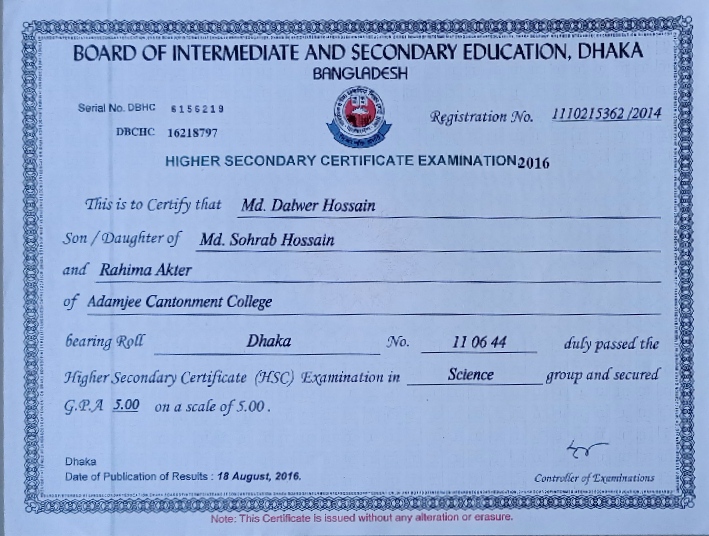 BOARD OF INTERMEDIATE AND SECONDARY EDUCATION, DHAKA
BANGLADESH
Serial No. DBHC 6156219
Registration No. 1110215362 /2014
DBCHC 16218797
HIGHER SECONDARY CERTIFICATE EXAMINATION 2016
This is to Certify that Md. Dalwer Hossain
Son / Daughter of Md. Sohrab Hossain
and Rahima Akter
of Adamjee Cantonment College
bearing Roll Dhaka No. 11 06 44 duly passed the
Higher Secondary Certificate (HSC) Examination in Science group and secured
G.P.A 5.00 on a scale of 5.00 .
Dhaka
Date of Publication of Results : 18 August, 2016.
Controller of Examinations
Note: This Certificate is issued without any alteration or erasure.